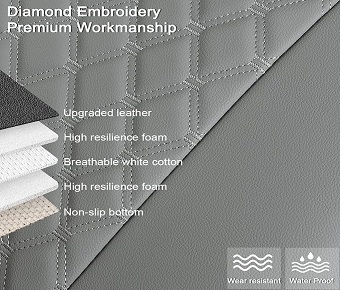 Diamond Embroidery
Premium Workmanship
Upgraded leather
High resilience foam
Breathable white cotton
High resilience foam
Non-slip bottom
Wear resistant
Water Proof